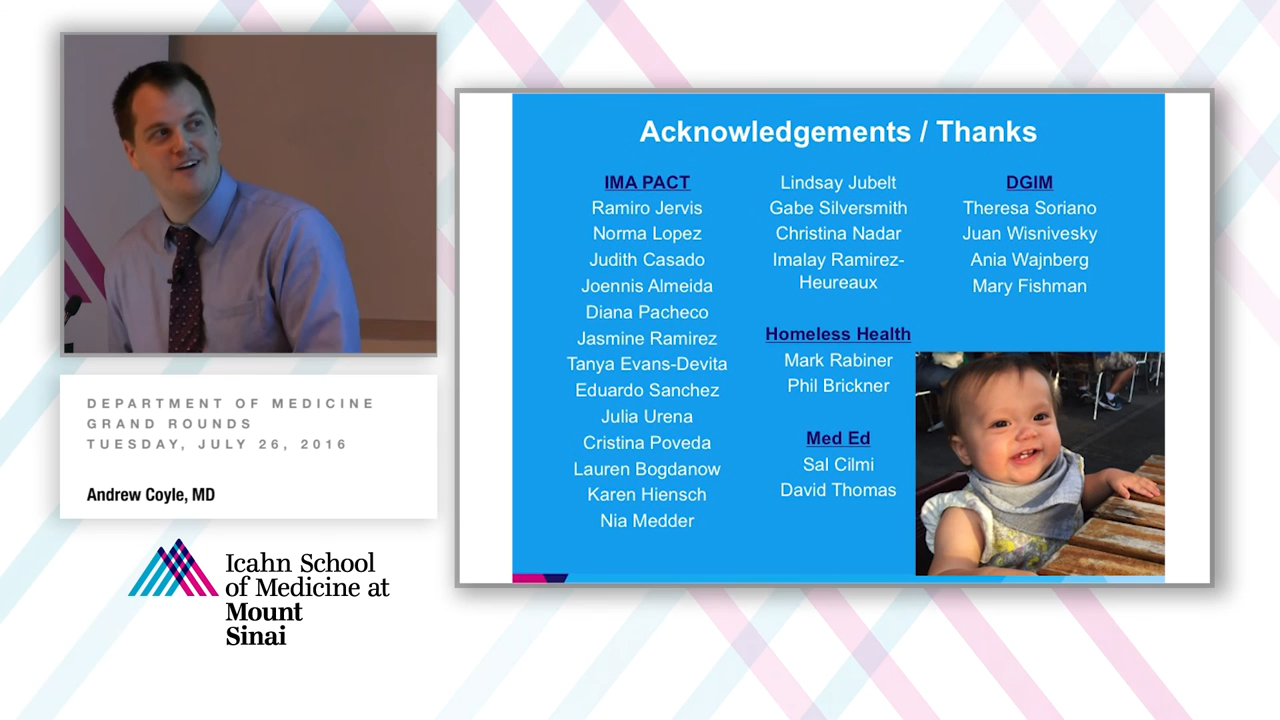 DEPARTMENT OF MEDICINE
GRAND ROUNDS
TUESDAY, JULY 26, 2016
Andrew Coyle, MD
Icahn School
of Medicine at
Mount
Sinai
Acknowledgements / Thanks
IMA PACT
Ramiro Jervis
Norma Lopez
Judith Casado
Joennis Almeida
Diana Pacheco
Jasmine Ramirez
Tanya Evans-Devita
Eduardo Sanchez
Julia Urena
Cristina Poveda
Lauren Bogdanow
Karen Hiensch
Nia Medder
Lindsay Jubelt
Gabe Silversmith
Christina Nadar
Imalay Ramirez-
Heureaux
Homeless Health
Mark Rabiner
Phil Brickner
Med Ed
Sal Cilmi
David Thomas
DGIM
Theresa Soriano
Juan Wisnivesky
Ania Wajnberg
Mary Fishman